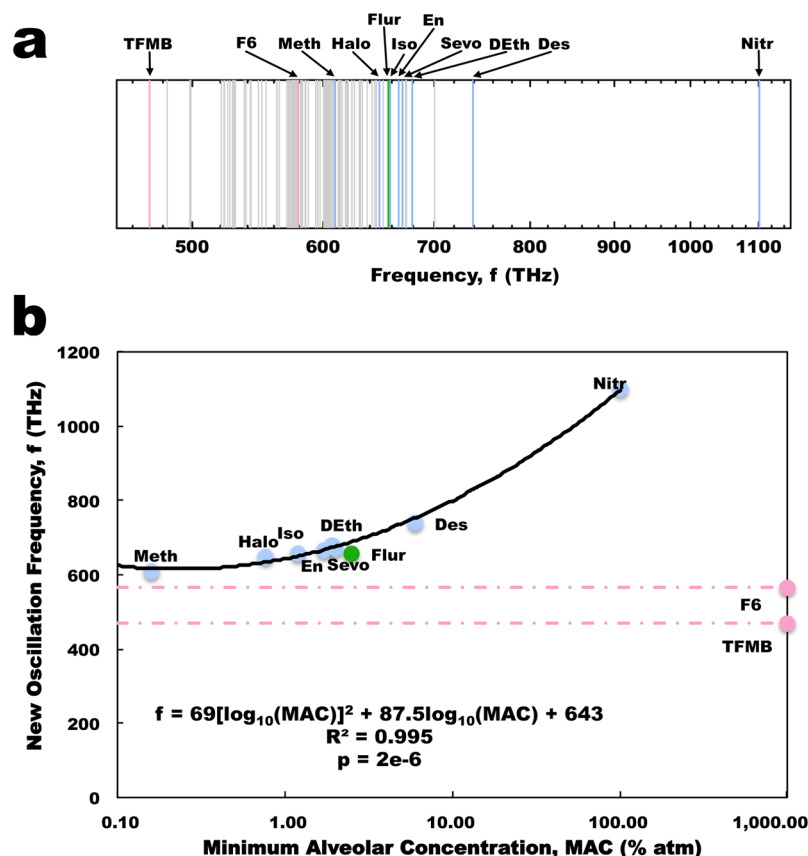 a
Flur En
TFMB F6 Meth Halo Iso Sevo DEth Des Nitr
500 600 700 800 900 1000 1100
Frequency, f (THz)
b
New Oscillation Frequency, f (THz)
1200
1000
800
600
400
200
0
Nitr
Des
DEth
Iso
Halo
Meth
En Sevo Flur
F6
TFMB
f = 69[log₁₀(MAC)]² + 87.5log₁₀(MAC) + 643
R² = 0.995
p = 2e-6
0.10 1.00 10.00 100.00 1,000.00
Minimum Alveolar Concentration, MAC (% atm)